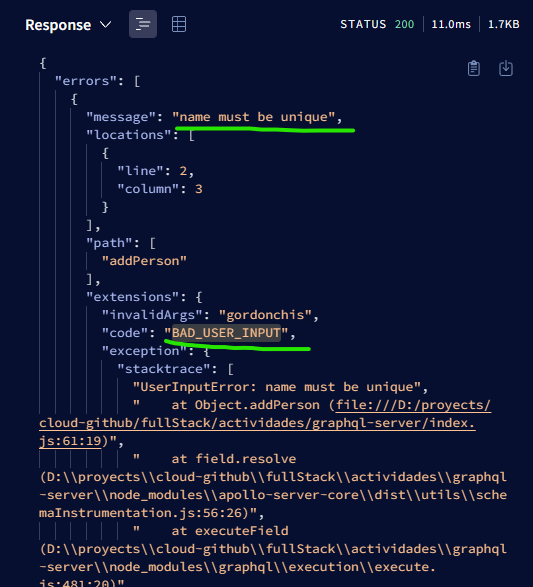 Response
STATUS 200 11.0ms 1.7KB
{
"errors": [
{
"message": "name must be unique",
"locations": [
{
"line": 2,
"column": 3
}
],
"path": [
"addPerson"
],
"extensions": {
"invalidArgs": "gordonchis",
"code": "BAD_USER_INPUT",
"exception": {
"stacktrace": [
"UserInputError: name must be unique",
"    at Object.addPerson (file:///D:/proyects/
cloud-github/fullStack/actividades/graphql-server/index.
js:61:19)",
"    at field.resolve
(D:\\proyects\\cloud-github\\fullStack\\actividades\\graphql
-server\\node_modules\\apollo-server-core\\dist\\utils\\sche
maInstrumentation.js:56:26)",
"    at executeField
(D:\\proyects\\cloud-github\\fullStack\\actividades\\graphql
-server\\node_modules\\graphql\\execution\\execute.
js:481:20)"